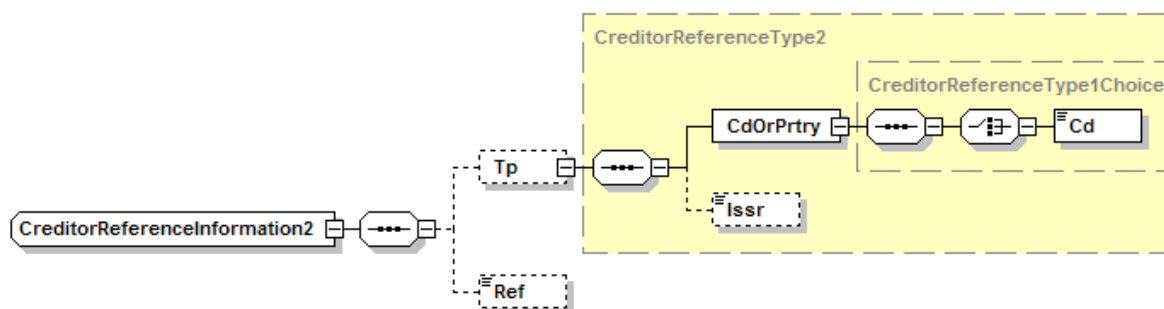 CreditorReferenceType2
CreditorReferenceType1Choice
CdOrPrtry
Cd
Tp
Issr
CreditorReferenceInformation2
Ref